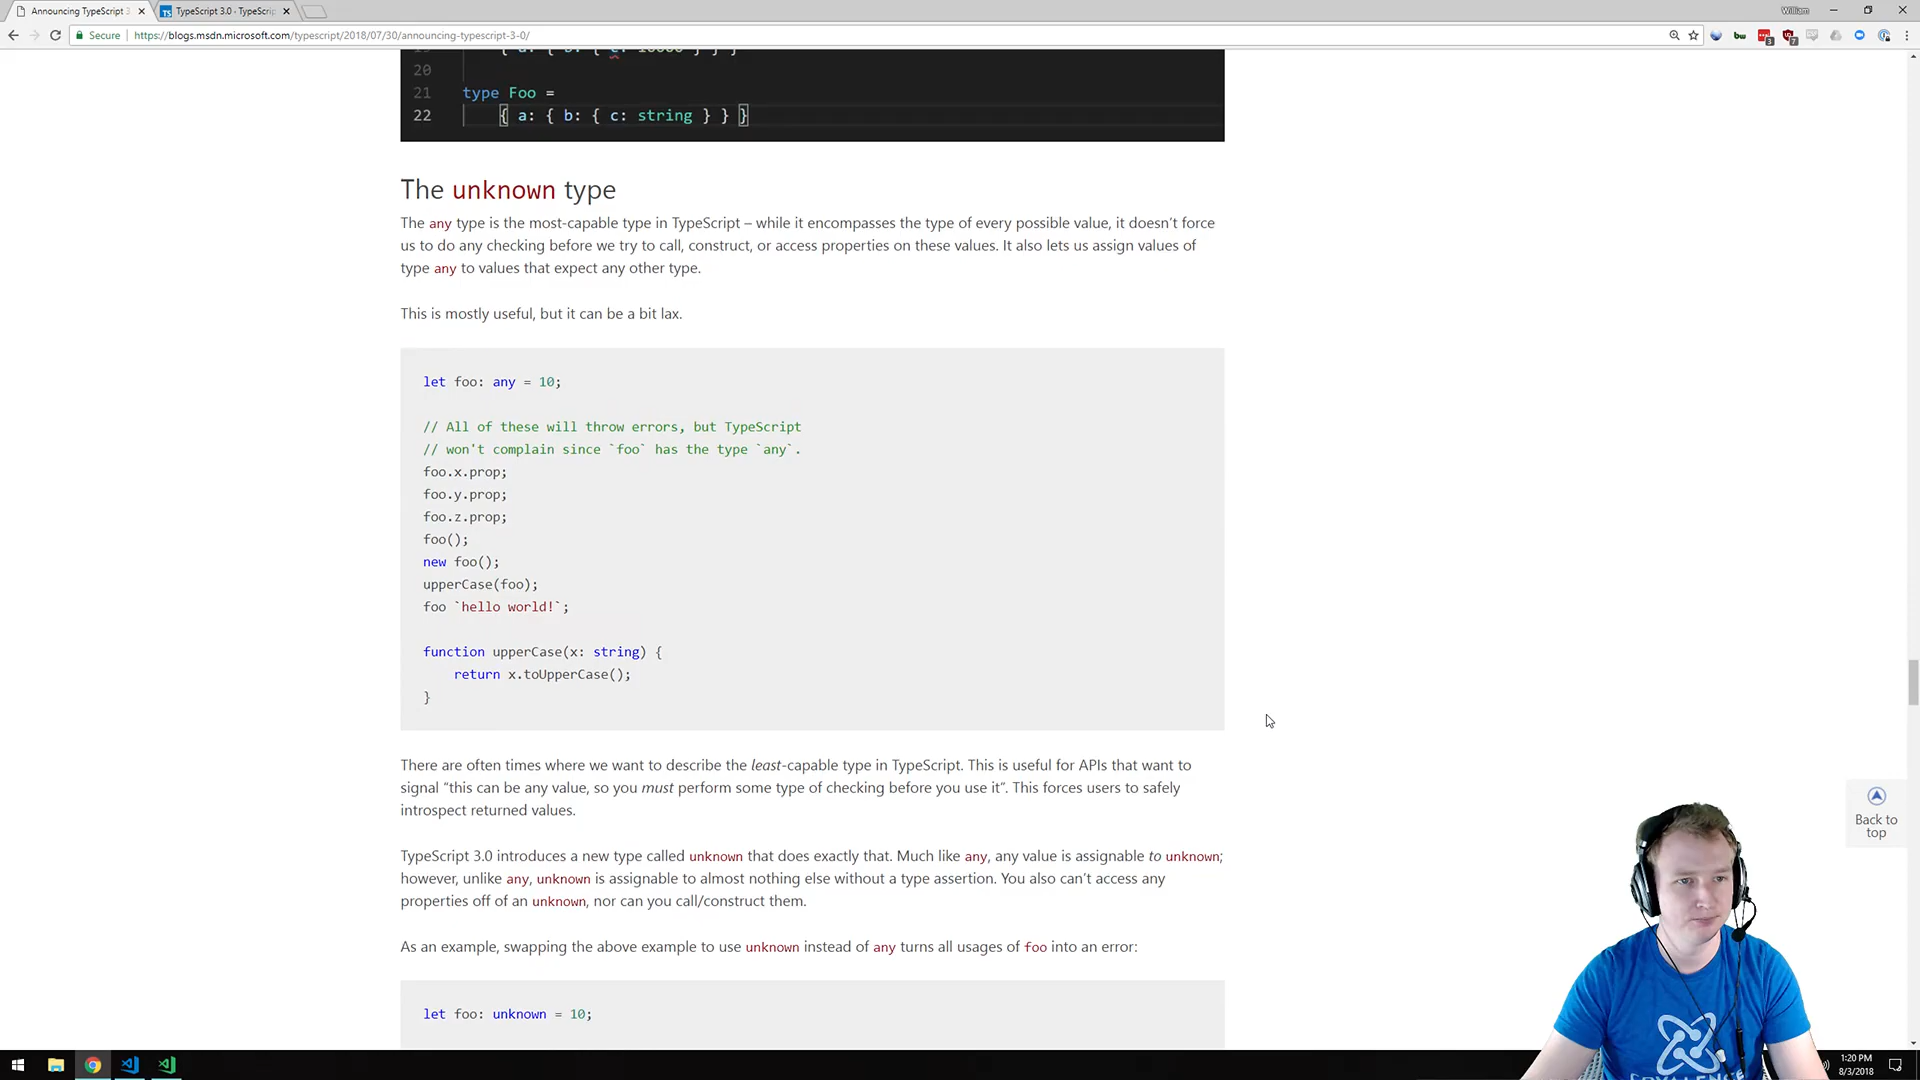 Announcing TypeScript 3
TypeScript 3.0 · TypeScrip
William
Secure
https://blogs.msdn.microsoft.com/typescript/2018/07/30/announcing-typescript-3-0/
20
21 type Foo =
22 { a: { b: { c: string } } }
The unknown type
The any type is the most-capable type in TypeScript – while it encompasses the type of every possible value, it doesn’t force
us to do any checking before we try to call, construct, or access properties on these values. It also lets us assign values of
type any to values that expect any other type.
This is mostly useful, but it can be a bit lax.
let foo: any = 10;
// All of these will throw errors, but TypeScript
// won't complain since `foo` has the type `any`.
foo.x.prop;
foo.y.prop;
foo.z.prop;
foo();
new foo();
upperCase(foo);
foo `hello world!`;
function upperCase(x: string) {
return x.toUpperCase();
}
There are often times where we want to describe the least-capable type in TypeScript. This is useful for APIs that want to
signal “this can be any value, so you must perform some type of checking before you use it”. This forces users to safely
introspect returned values.
TypeScript 3.0 introduces a new type called unknown that does exactly that. Much like any, any value is assignable to unknown;
however, unlike any, unknown is assignable to almost nothing else without a type assertion. You also can’t access any
properties off of an unknown, nor can you call/construct them.
As an example, swapping the above example to use unknown instead of any turns all usages of foo into an error:
let foo: unknown = 10;
Back to
top
1:20 PM
8/3/2018